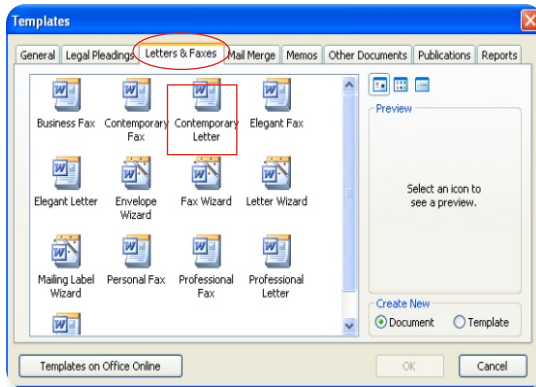 Templates
General Legal Pleadings Letters & Faxes Mail Merge Memos Other Documents Publications Reports
Business Fax Contemporary Fax Contemporary Letter Elegant Fax
Preview
Select an icon to
see a preview.
Elegant Letter Envelope Wizard Fax Wizard Letter Wizard
Mailing Label Wizard Personal Fax Professional Fax Professional Letter
Create New
Document Template
Templates on Office Online OK Cancel